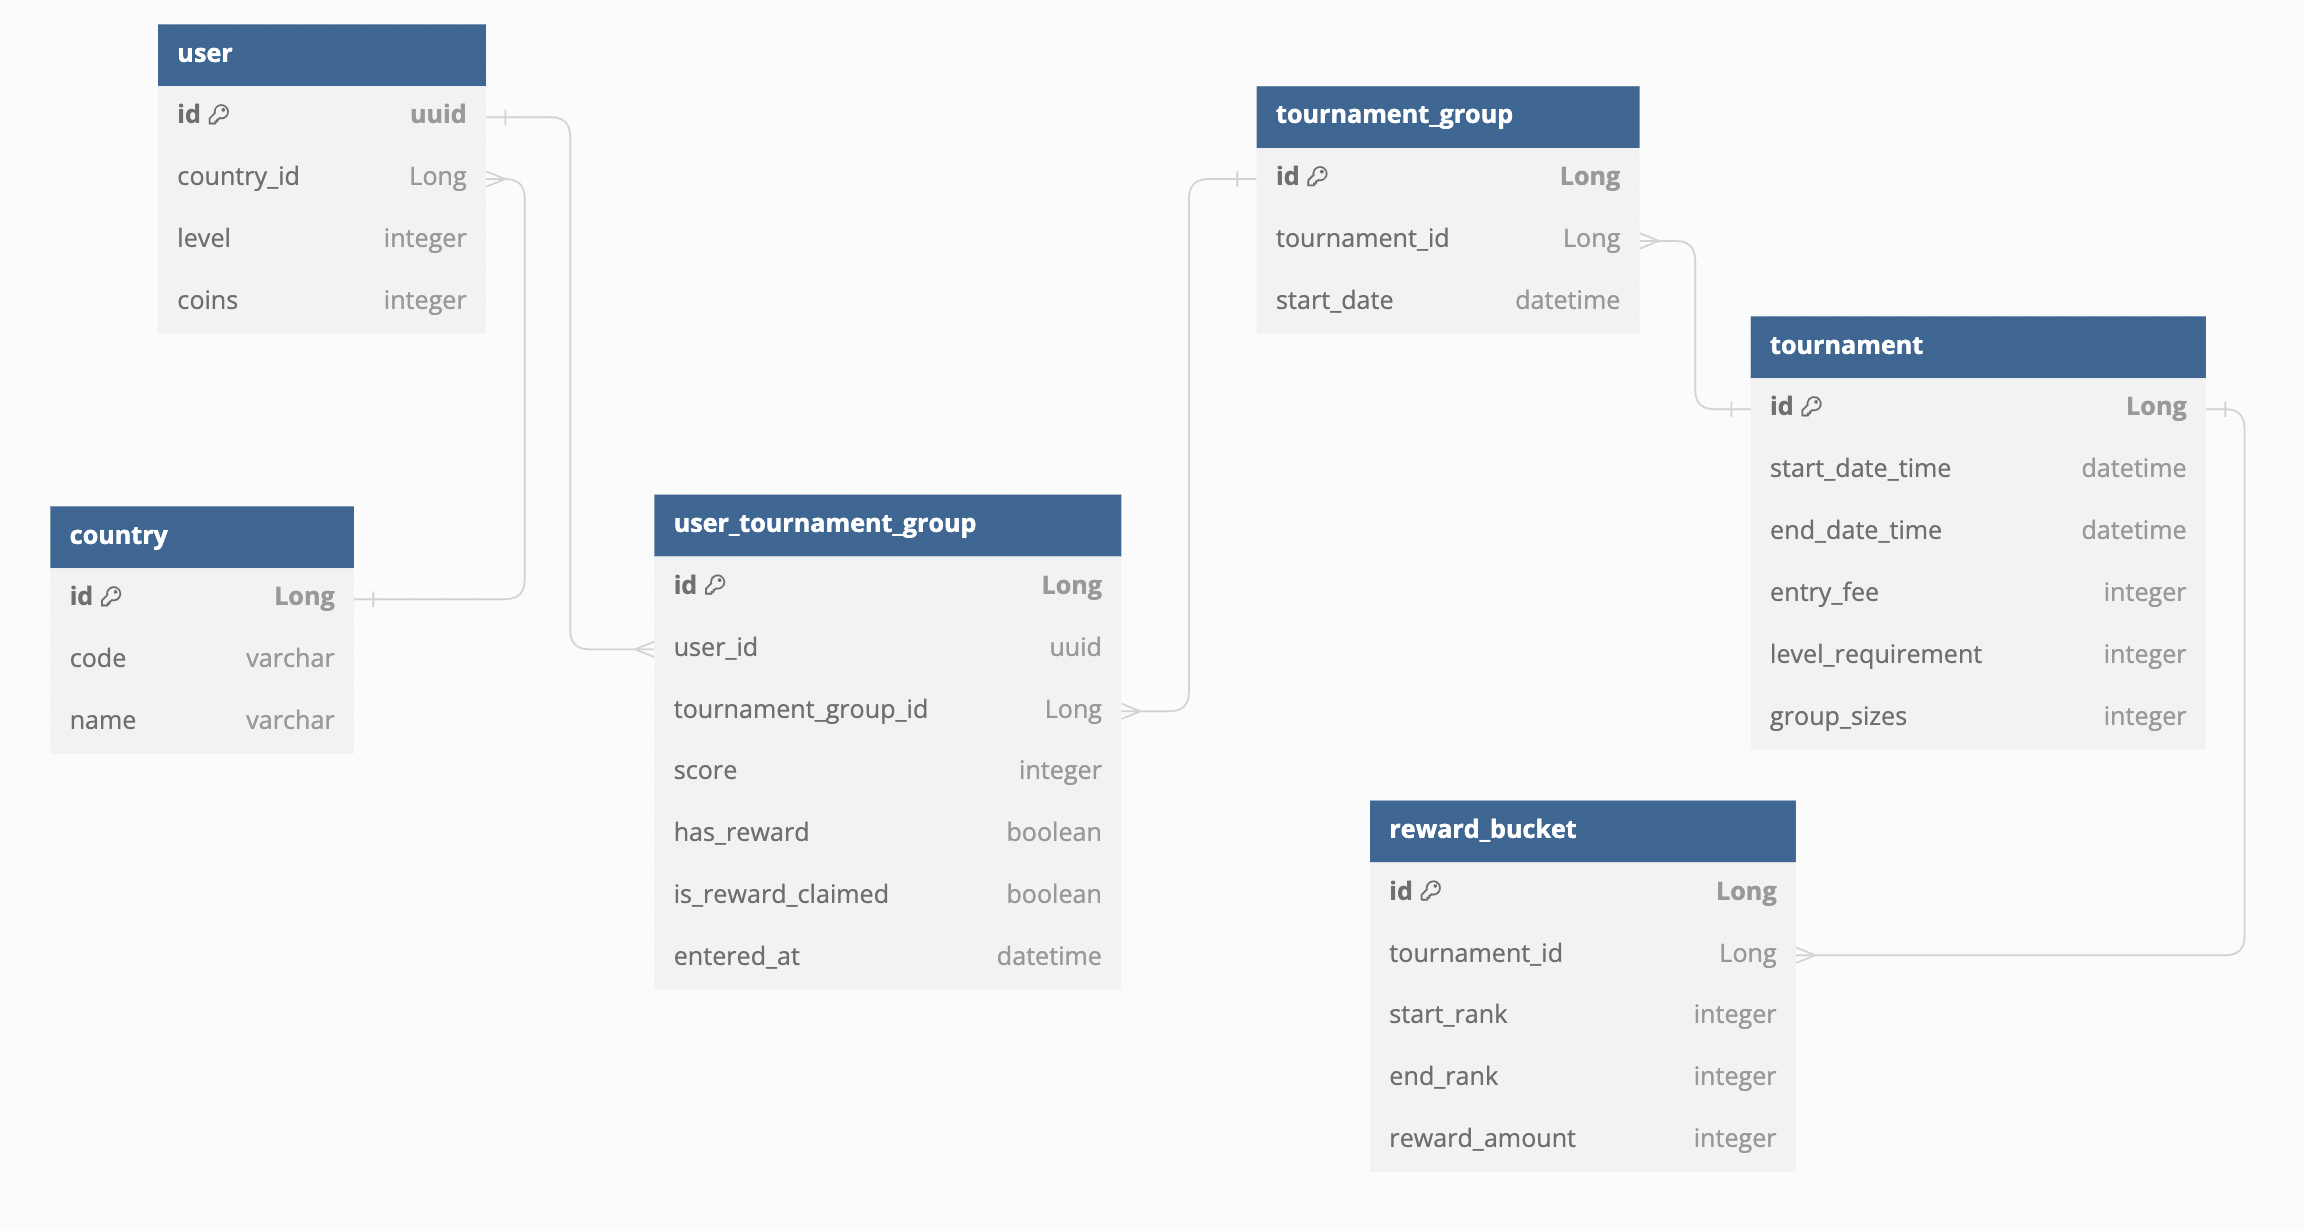 user
id uuid
country_id Long
level integer
coins integer
country
id Long
code varchar
name varchar
user_tournament_group
id Long
user_id uuid
tournament_group_id Long
score integer
has_reward boolean
is_reward_claimed boolean
entered_at datetime
tournament_group
id Long
tournament_id Long
start_date datetime
tournament
id Long
start_date_time datetime
end_date_time datetime
entry_fee integer
level_requirement integer
group_sizes integer
reward_bucket
id Long
tournament_id Long
start_rank integer
end_rank integer
reward_amount integer